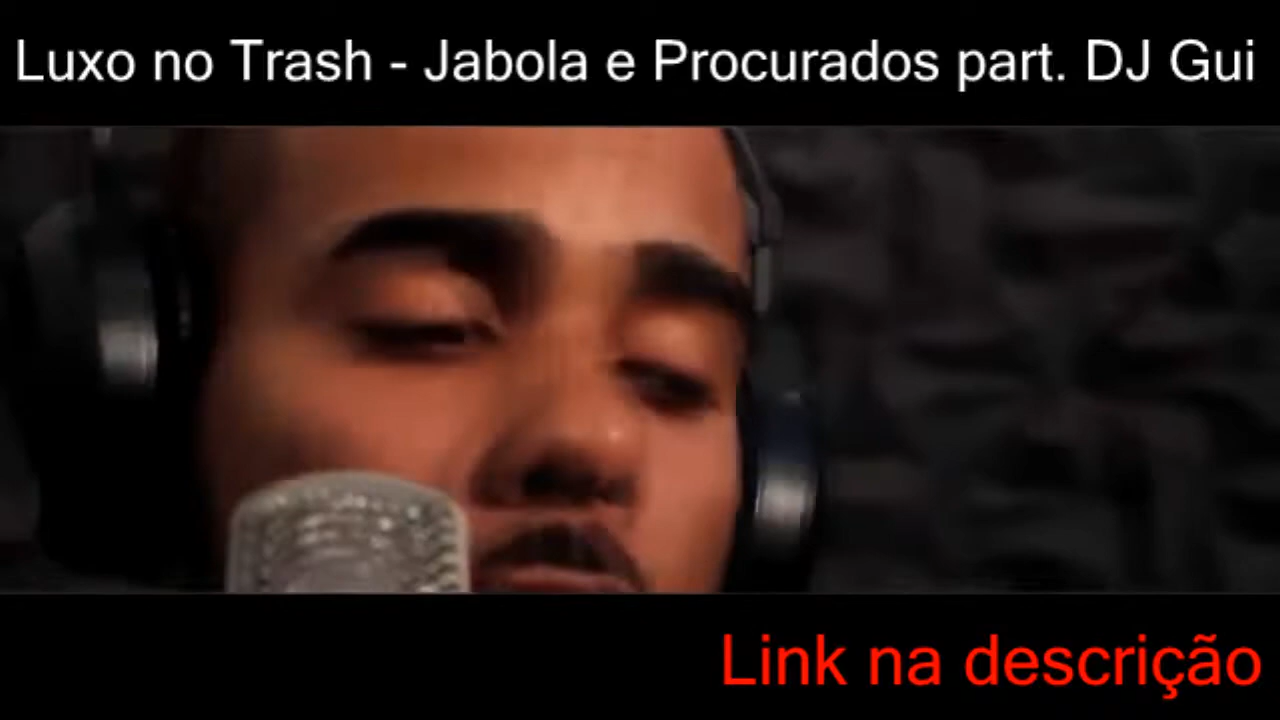 Luxo no Trash - Jabola e Procurados part. DJ Gui
Link na descrição